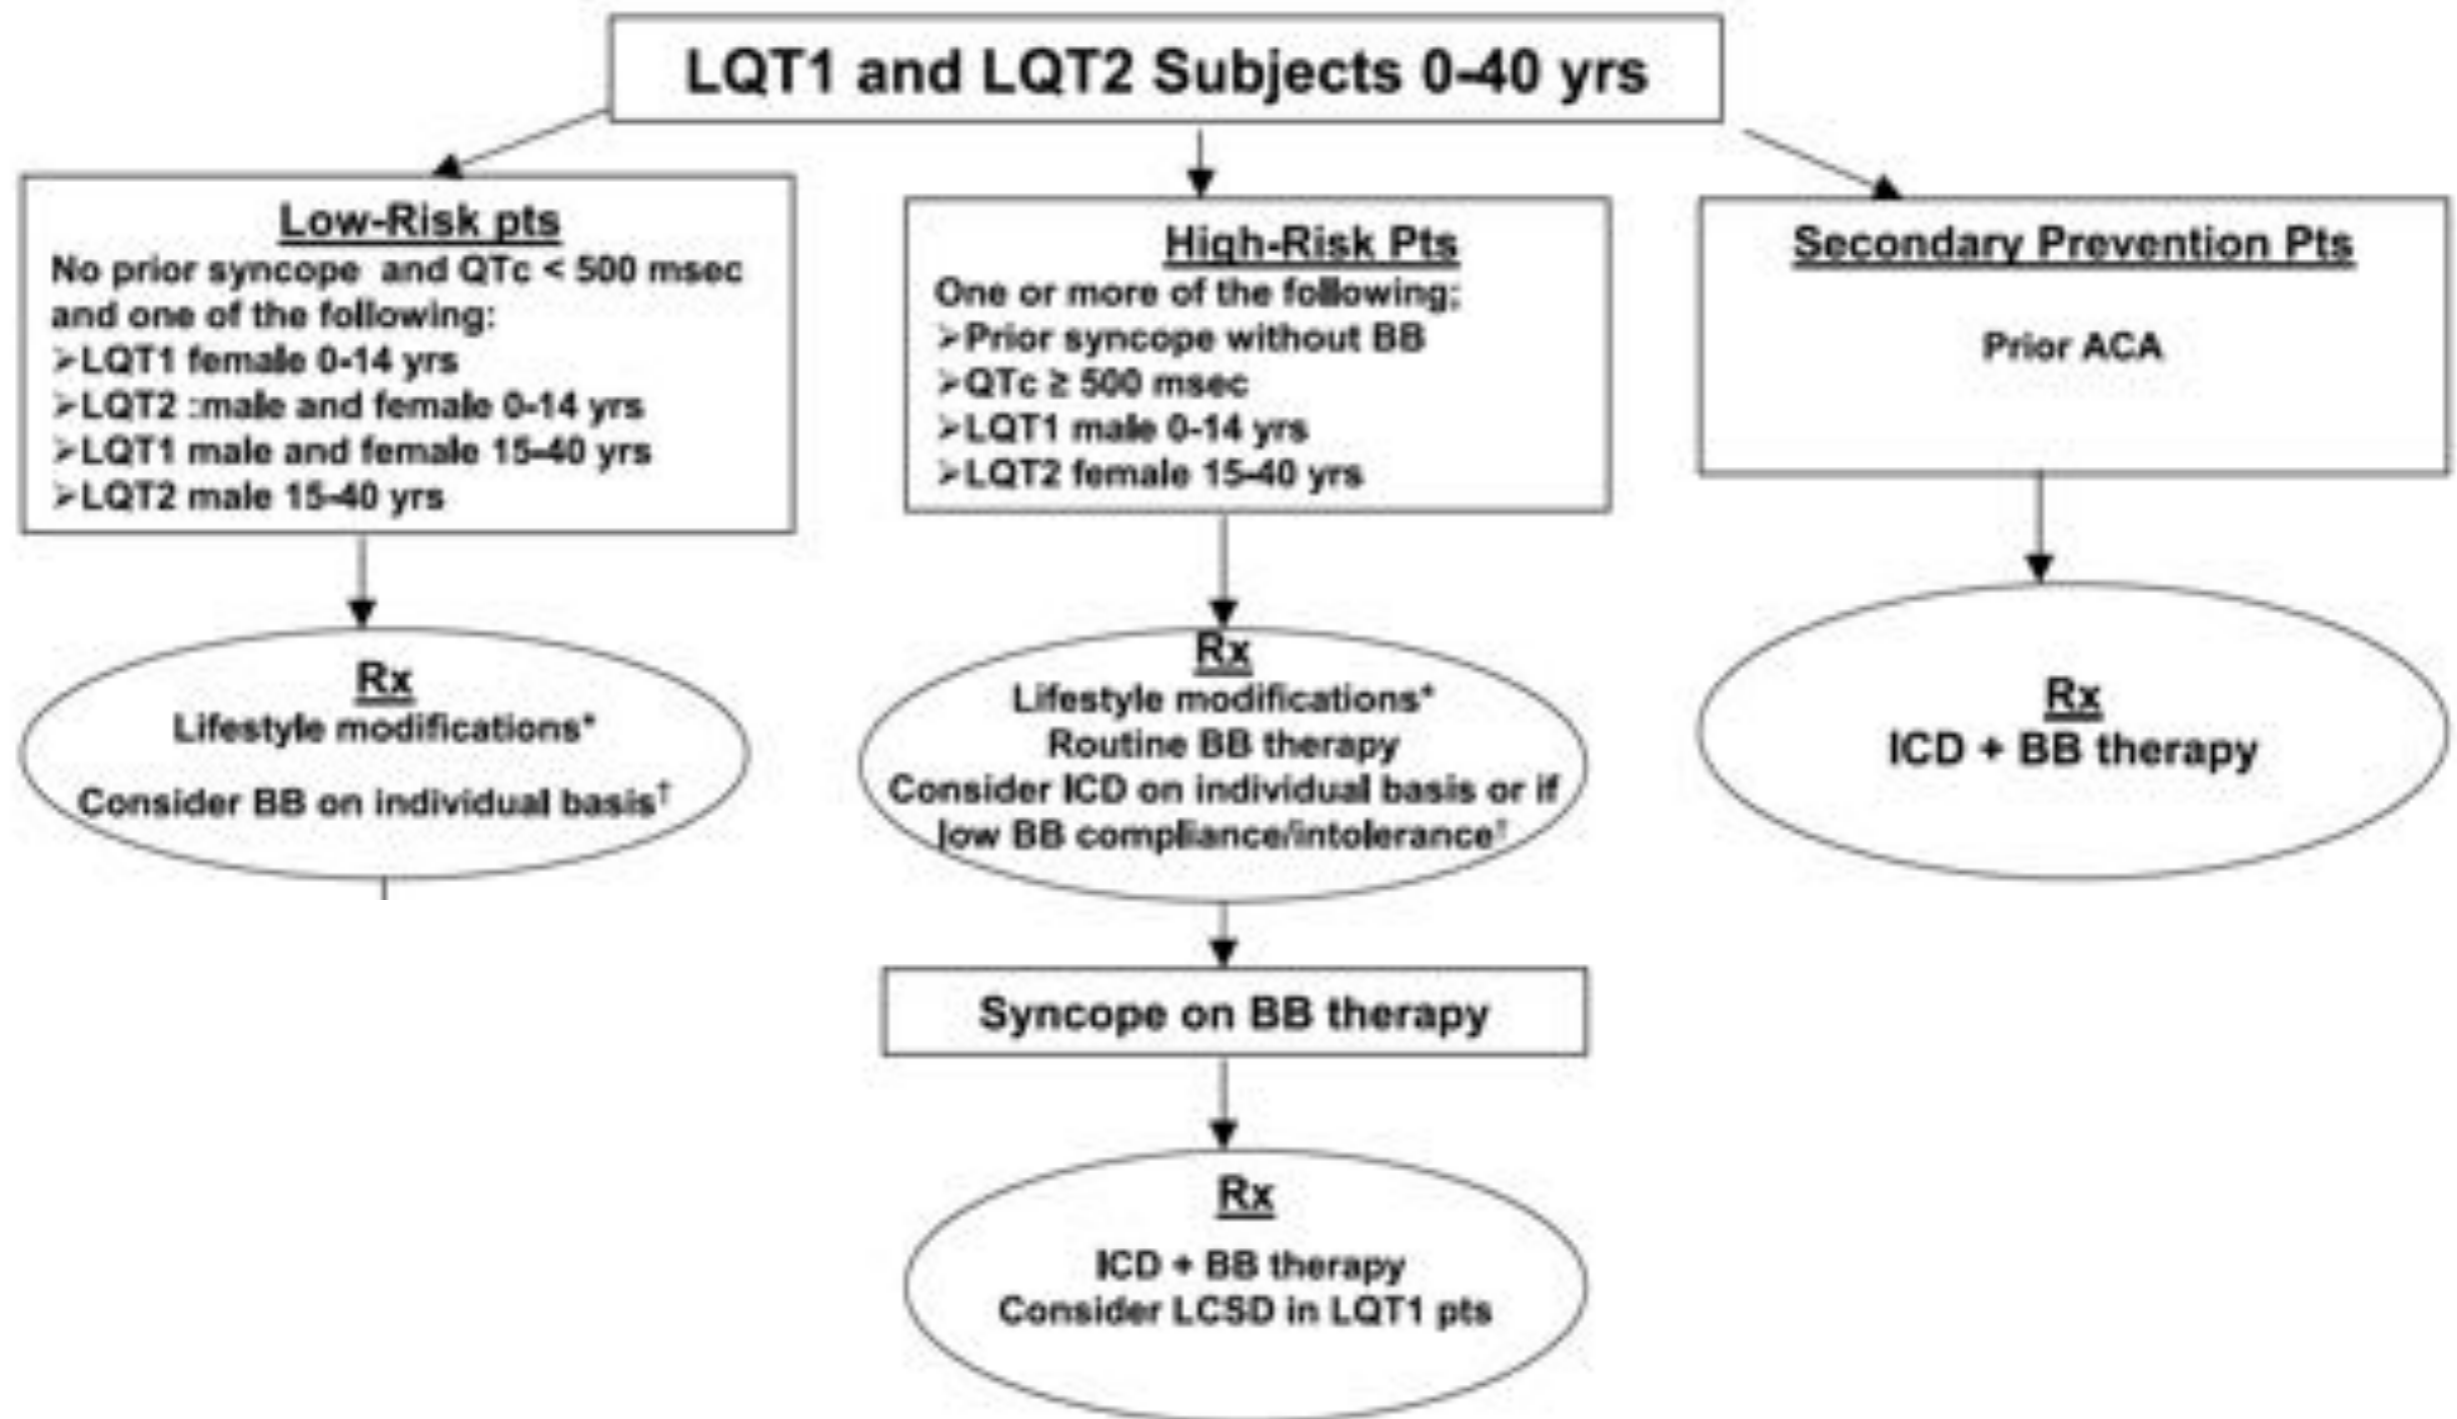 LQT1 and LQT2 Subjects 0-40 yrs
Low-Risk pts
No prior syncope and QTc < 500 msec
and one of the following:
➢LQT1 female 0-14 yrs
➢LQT2 :male and female 0-14 yrs
➢LQT1 male and female 15-40 yrs
➢LQT2 male 15-40 yrs
Rx
Lifestyle modifications*
Consider BB on individual basis†
High-Risk Pts
One or more of the following;
➢Prior syncope without BB
➢QTc ≥ 500 msec
➢LQT1 male 0-14 yrs
➢LQT2 female 15-40 yrs
Rx
Lifestyle modifications*
Routine BB therapy
Consider ICD on individual basis or if
low BB compliance/intolerance†
Syncope on BB therapy
Rx
ICD + BB therapy
Consider LCSD in LQT1 pts
Secondary Prevention Pts
Prior ACA
Rx
ICD + BB therapy